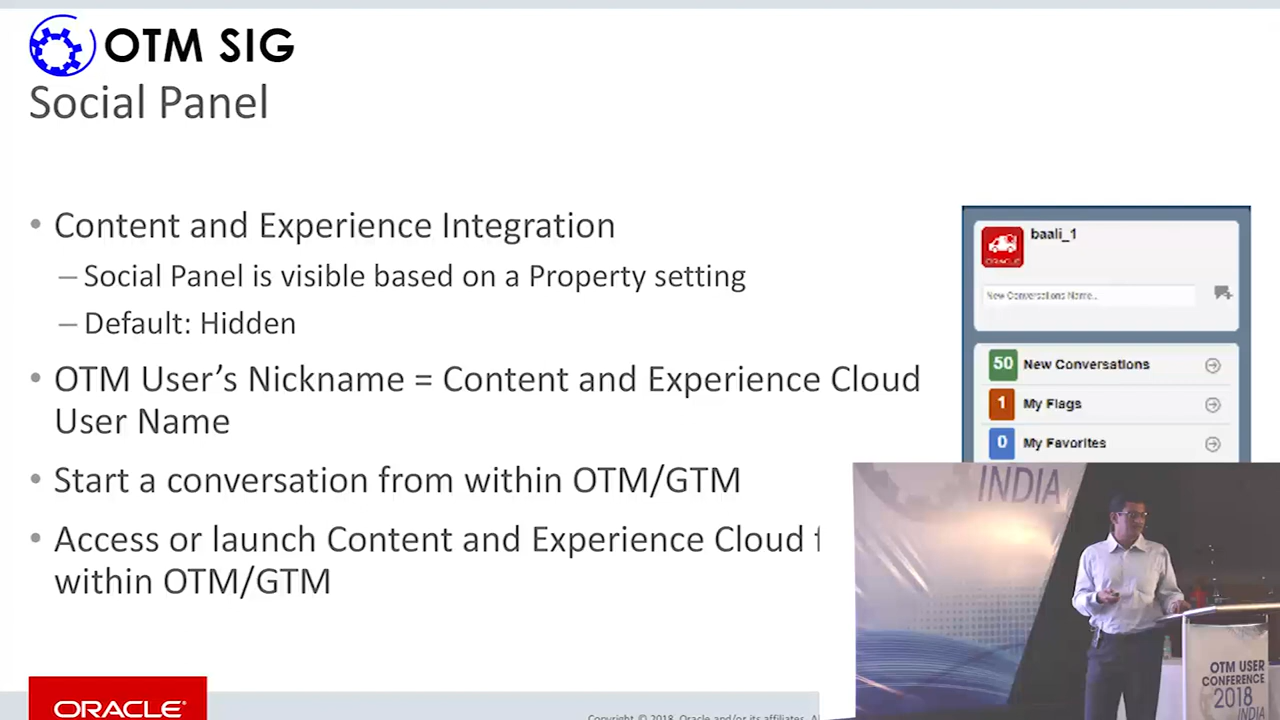 OTM SIG
Social Panel
• Content and Experience Integration
– Social Panel is visible based on a Property setting
– Default: Hidden
• OTM User's Nickname = Content and Experience Cloud
User Name
• Start a conversation from within OTM/GTM
• Access or launch Content and Experience Cloud f
within OTM/GTM
baali_1
ORACLE
New Conversations Name...
50 New Conversations
1 My Flags
0 My Favorites
INDIA
OTM USER
CONFERENCE
2018
INDIA
ORACLE®
Copyright © 2018, Oracle and/or its affiliates. A